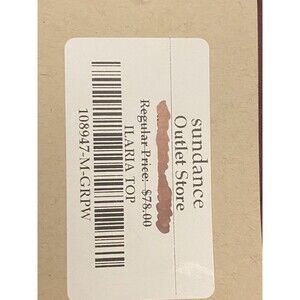 sundance
Outlet Store
Regular Price: $78.00
ILARIA TOP
108947-M-GRPW